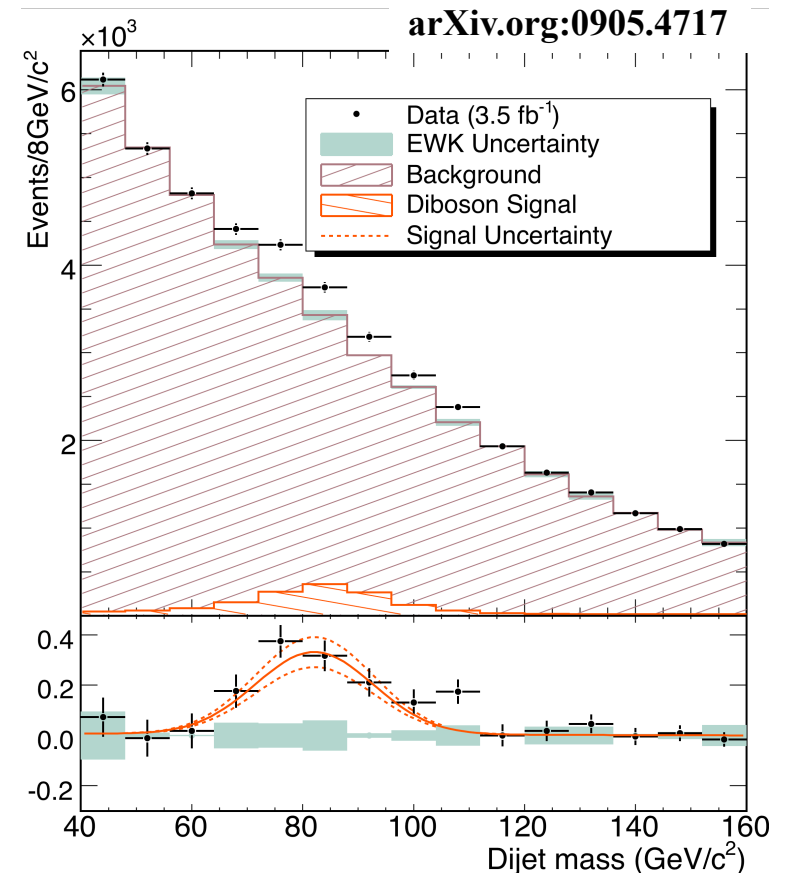 arXiv.org:0905.4717
×10³
Events/8GeV/c²
6
4
2
Data (3.5 fb⁻¹)
EWK Uncertainty
Background
Diboson Signal
Signal Uncertainty
0.4
0.2
0.0
-0.2
40 60 80 100 120 140 160
Dijet mass (GeV/c²)